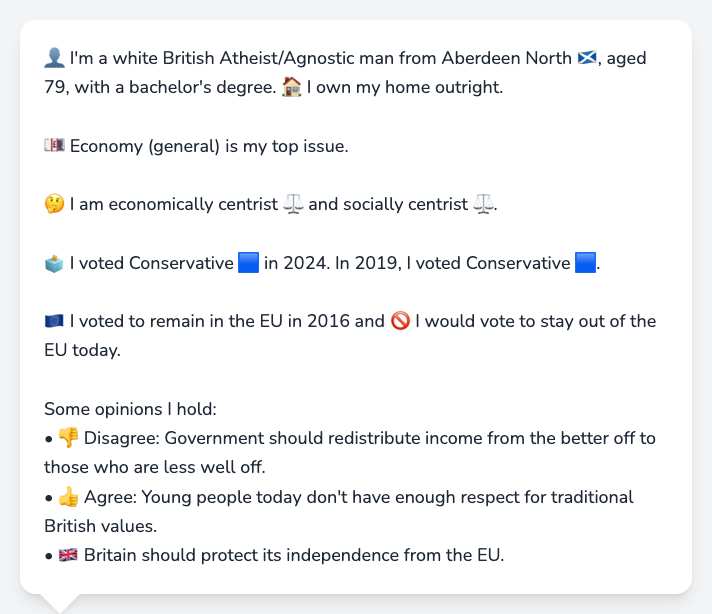 👤 I'm a white British Atheist/Agnostic man from Aberdeen North 🏴󠁧󠁢󠁳󠁣󠁴󠁿, aged
79, with a bachelor's degree. 🏠 I own my home outright.
💷 Economy (general) is my top issue.
🤔 I am economically centrist ⚖️ and socially centrist ⚖️.
🗳️ I voted Conservative 🟦 in 2024. In 2019, I voted Conservative 🟦.
🇪🇺 I voted to remain in the EU in 2016 and 🚫 I would vote to stay out of the
EU today.
Some opinions I hold:
• 👎 Disagree: Government should redistribute income from the better off to
those who are less well off.
• 👍 Agree: Young people today don't have enough respect for traditional
British values.
• 🇬🇧 Britain should protect its independence from the EU.